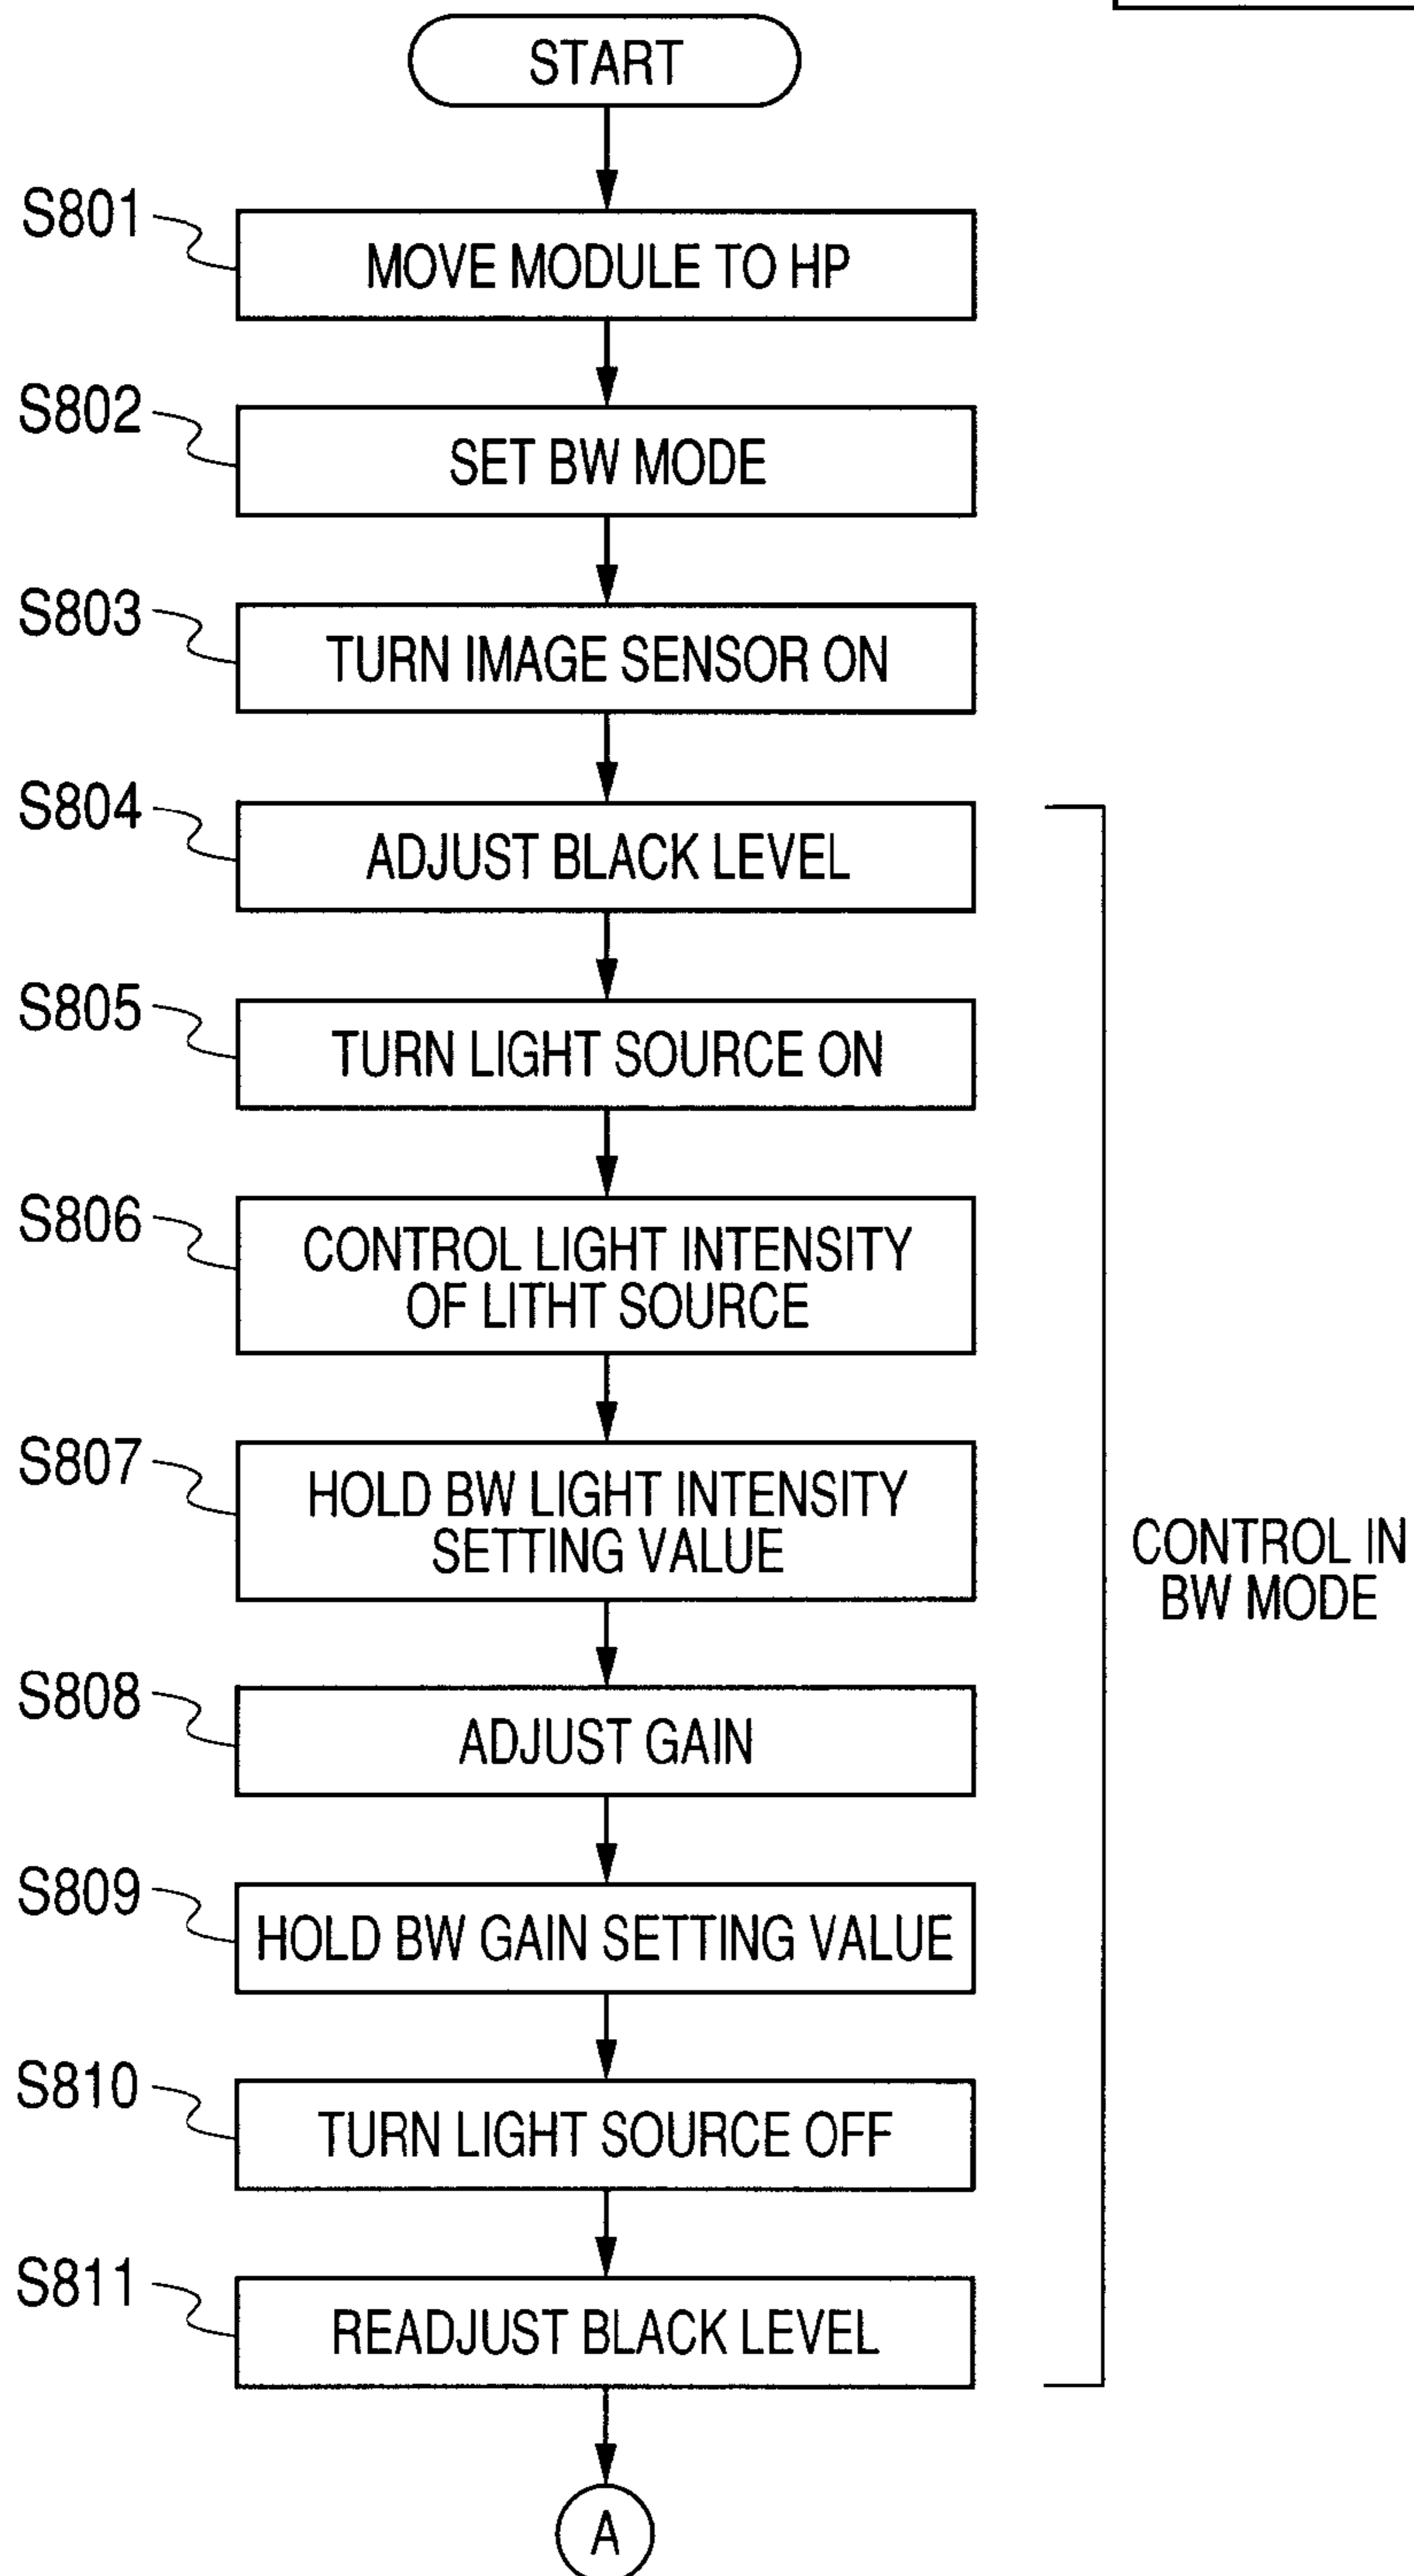 START
S801
MOVE MODULE TO HP
S802
SET BW MODE
S803
TURN IMAGE SENSOR ON
S804
ADJUST BLACK LEVEL
S805
TURN LIGHT SOURCE ON
S806
CONTROL LIGHT INTENSITY
OF LITHT SOURCE
S807
HOLD BW LIGHT INTENSITY
SETTING VALUE
CONTROL IN
BW MODE
S808
ADJUST GAIN
S809
HOLD BW GAIN SETTING VALUE
S810
TURN LIGHT SOURCE OFF
S811
READJUST BLACK LEVEL
A